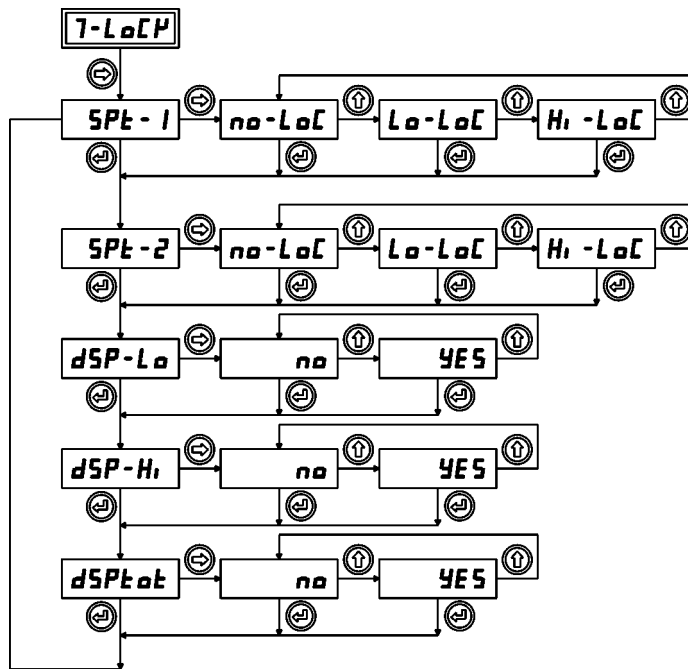 7-LoCK
SPt-1 no-LoC Lo-LoC Hi-LoC
SPt-2 no-LoC Lo-LoC Hi-LoC
dSP-Lo no YES
dSP-Hi no YES
dSPtot no YES